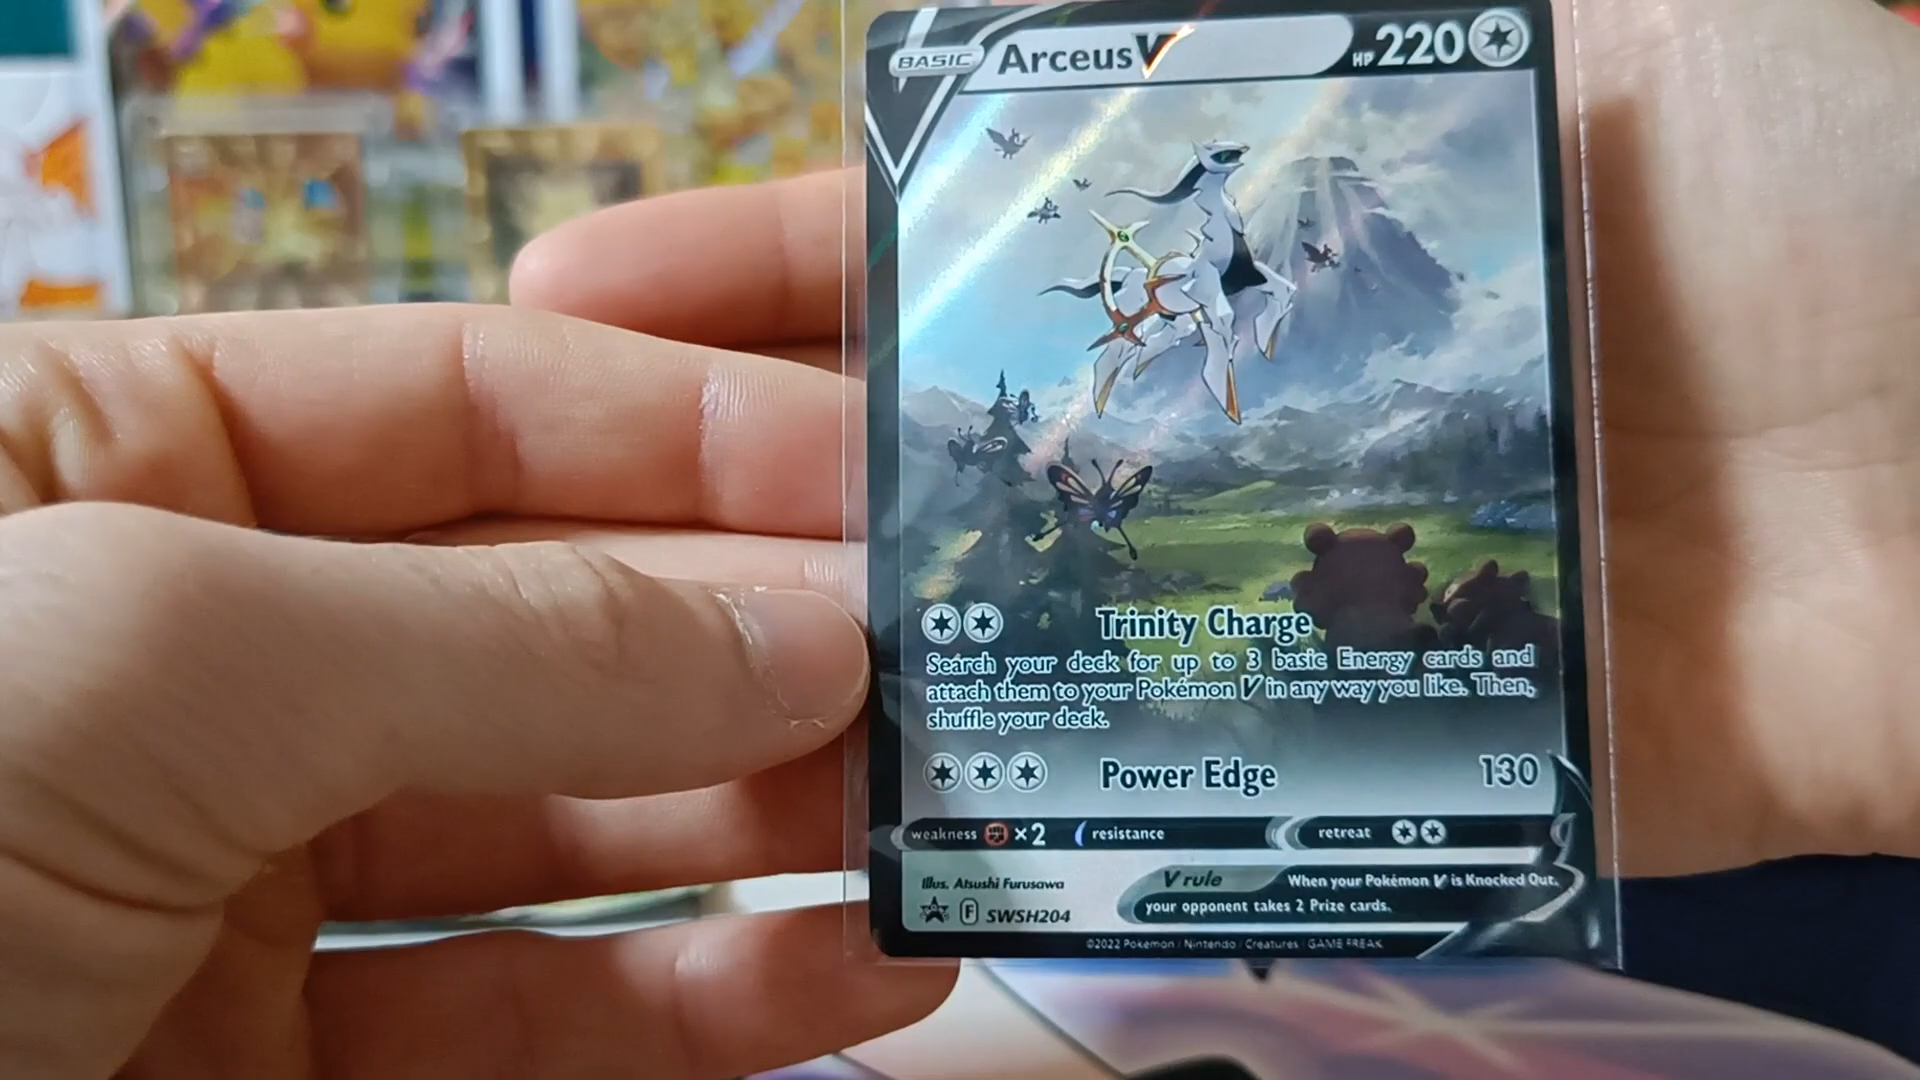 BASIC Arceus V HP 220
Trinity Charge
Search your deck for up to 3 basic Energy cards and
attach them to your Pokémon V in any way you like. Then,
shuffle your deck.
Power Edge 130
weakness ×2 resistance retreat
Illus. Atsushi Furusawa
F SWSH204
V rule When your Pokémon V is Knocked Out,
your opponent takes 2 Prize cards.
©2022 Pokémon / Nintendo / Creatures / GAME FREAK